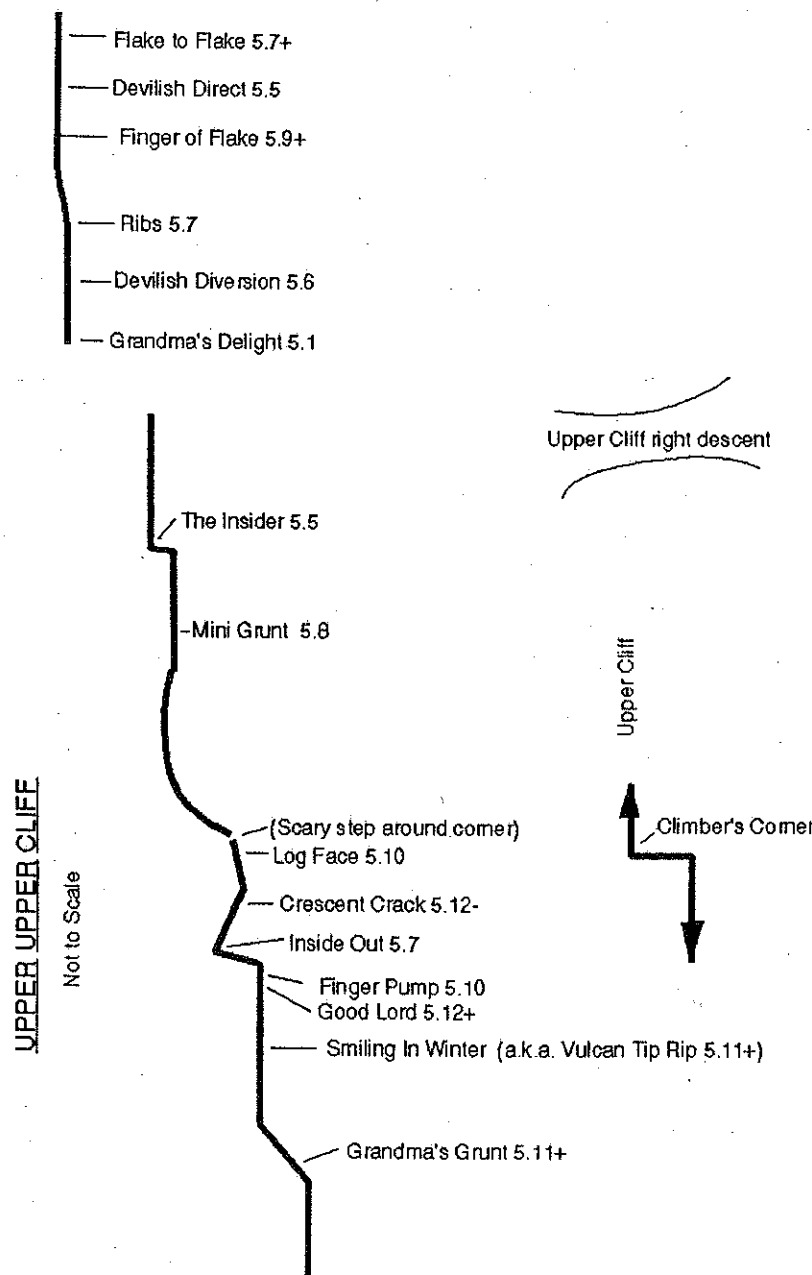 Flake to Flake 5.7+
Devilish Direct 5.5
Finger of Flake 5.9+
Ribs 5.7
Devilish Diversion 5.6
Grandma's Delight 5.1
Upper Cliff right descent
The Insider 5.5
Mini Grunt 5.8
Upper Cliff
(Scary step around corner)
Climber's Corner
Log Face 5.10
Crescent Crack 5.12-
Inside Out 5.7
Finger Pump 5.10
Good Lord 5.12+
Smiling In Winter (a.k.a. Vulcan Tip Rip 5.11+)
Grandma's Grunt 5.11+
UPPER UPPER CLIFF
Not to Scale